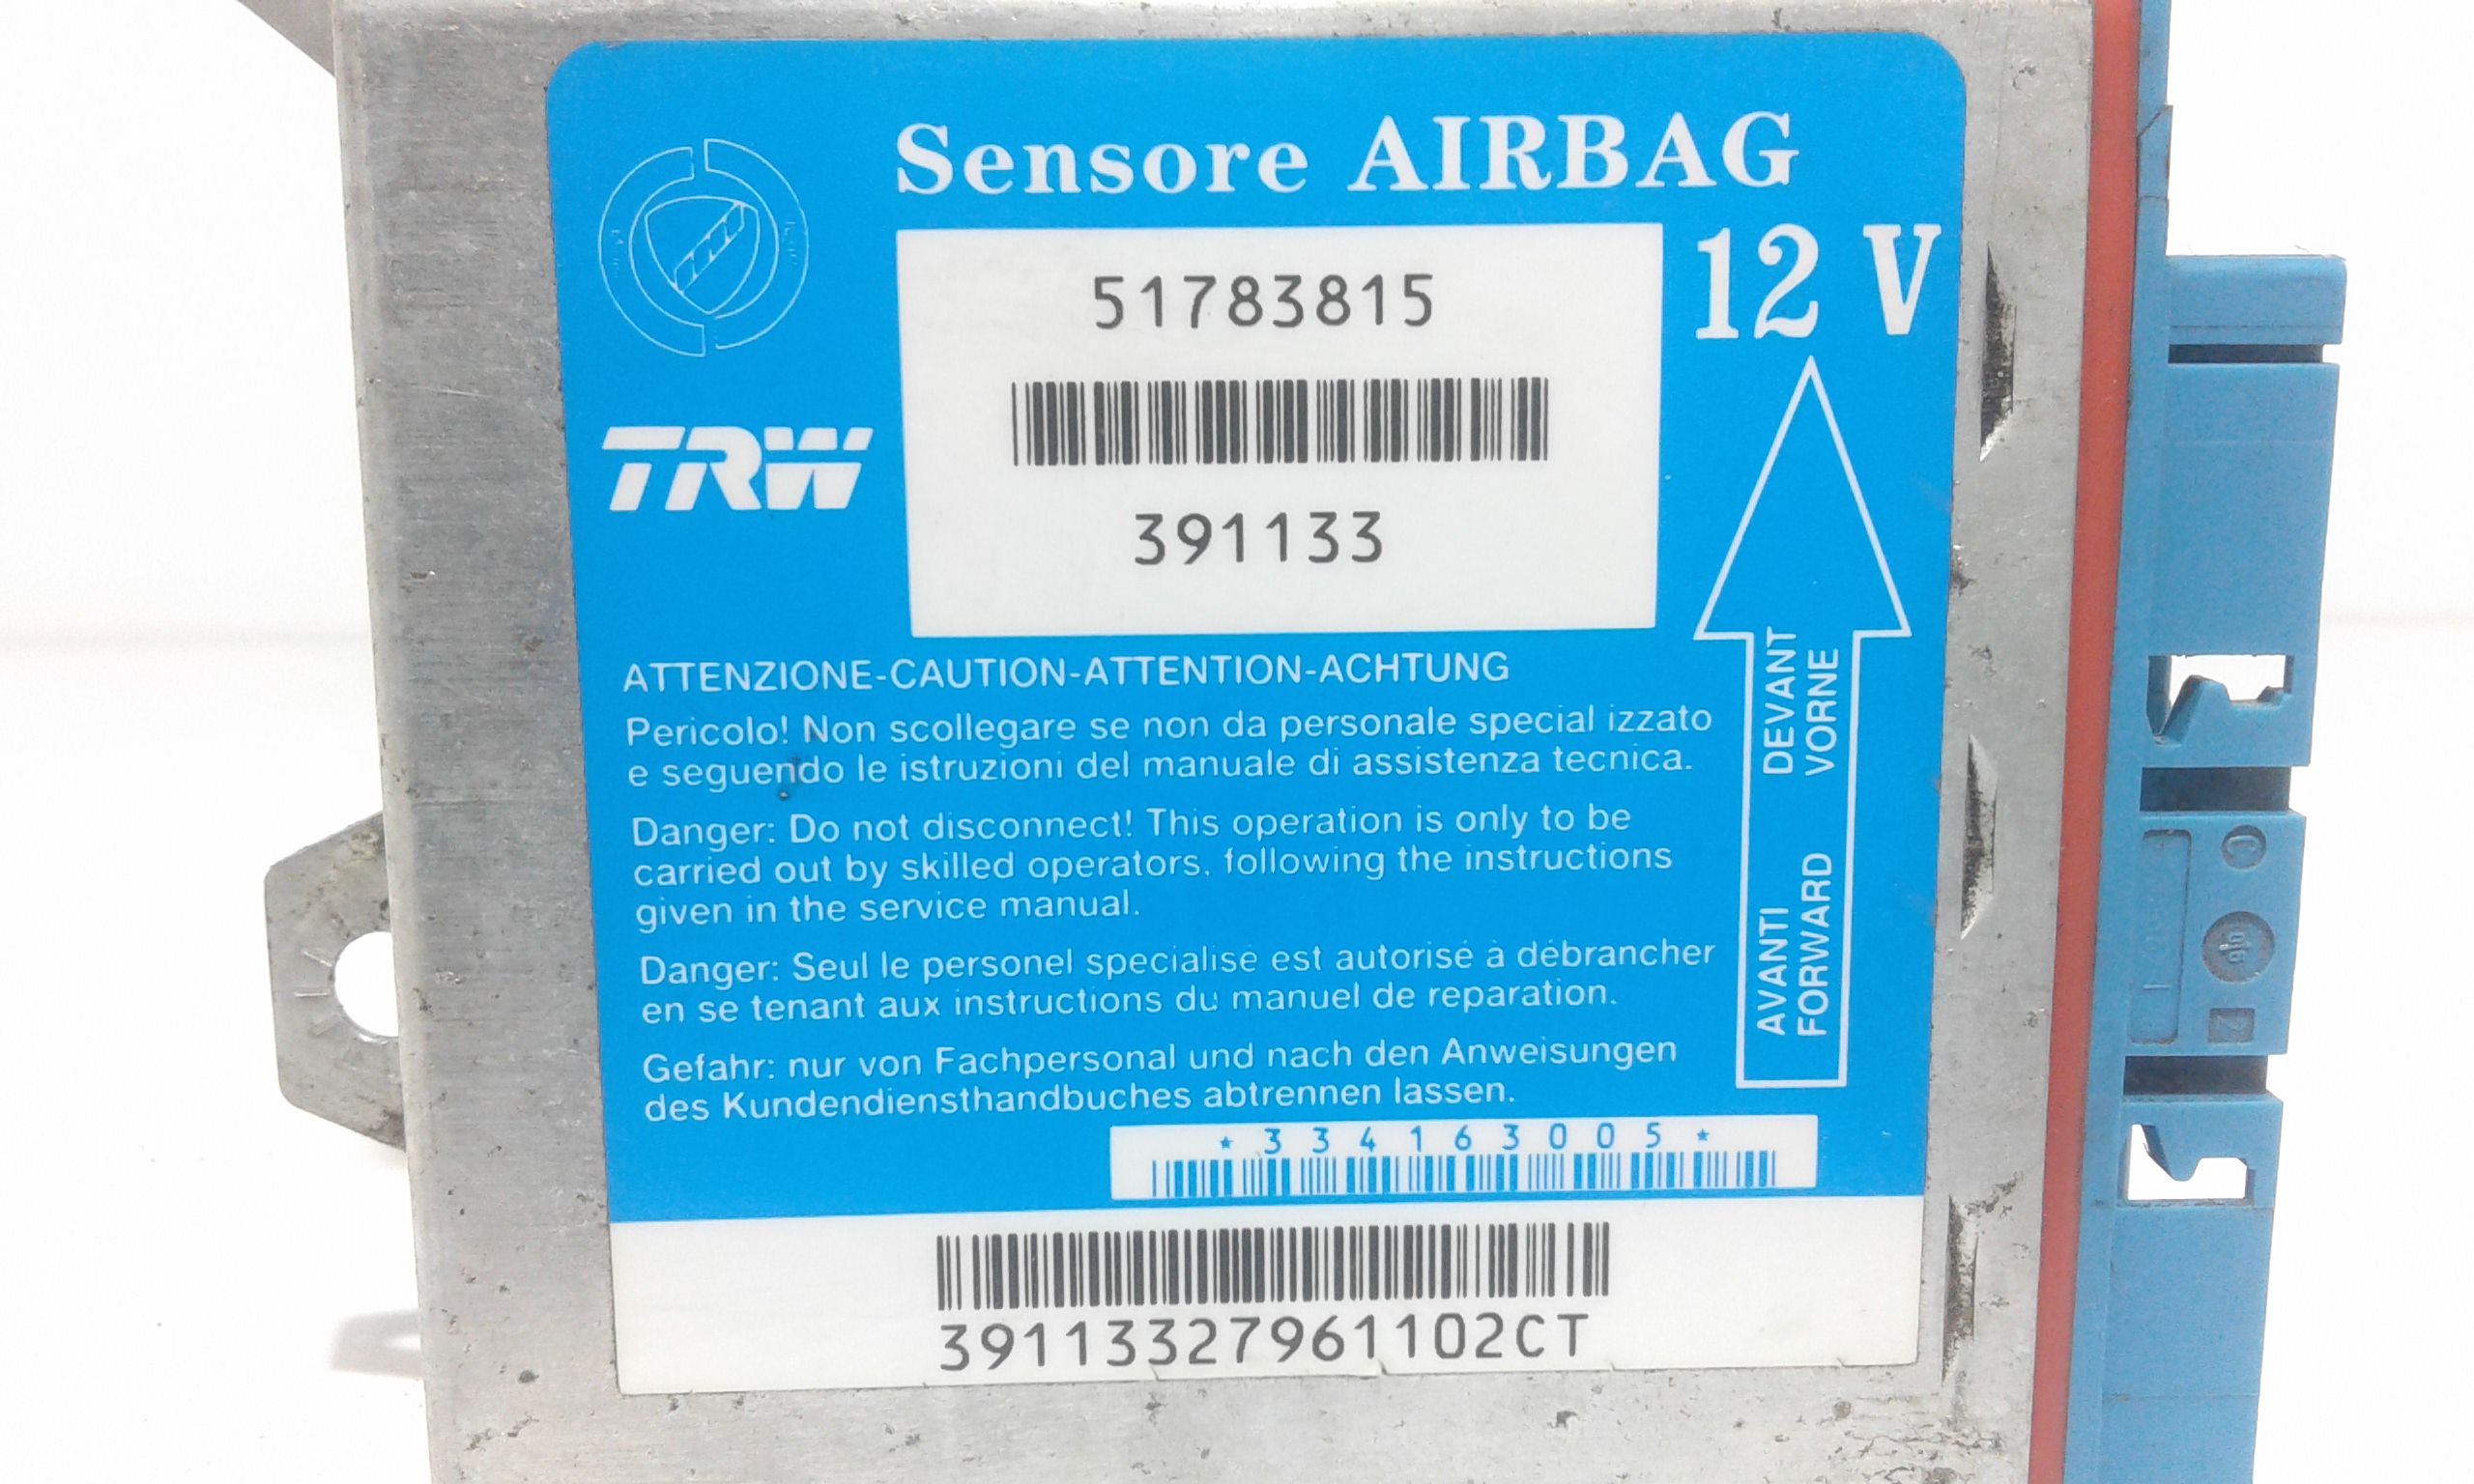 Sensore AIRBAG
12 V
51783815
TRW
391133
ATTENZIONE-CAUTION-ATTENTION-ACHTUNG
Pericolo! Non scollegare se non da personale special izzato
e seguendo le istruzioni del manuale di assistenza tecnica.
Danger: Do not disconnect! This operation is only to be
carried out by skilled operators, following the instructions
given in the service manual.
Danger: Seul le personel specialisé est autorisé à débrancher
en se tenant aux instructions du manuel de reparation.
Gefahr: nur von Fachpersonal und nach den Anweisungen
des Kundendiensthandbuches abtrennen lassen.
DEVANT
VORNE
AVANTI
FORWARD
*334163005*
39113327961102CT
C
2